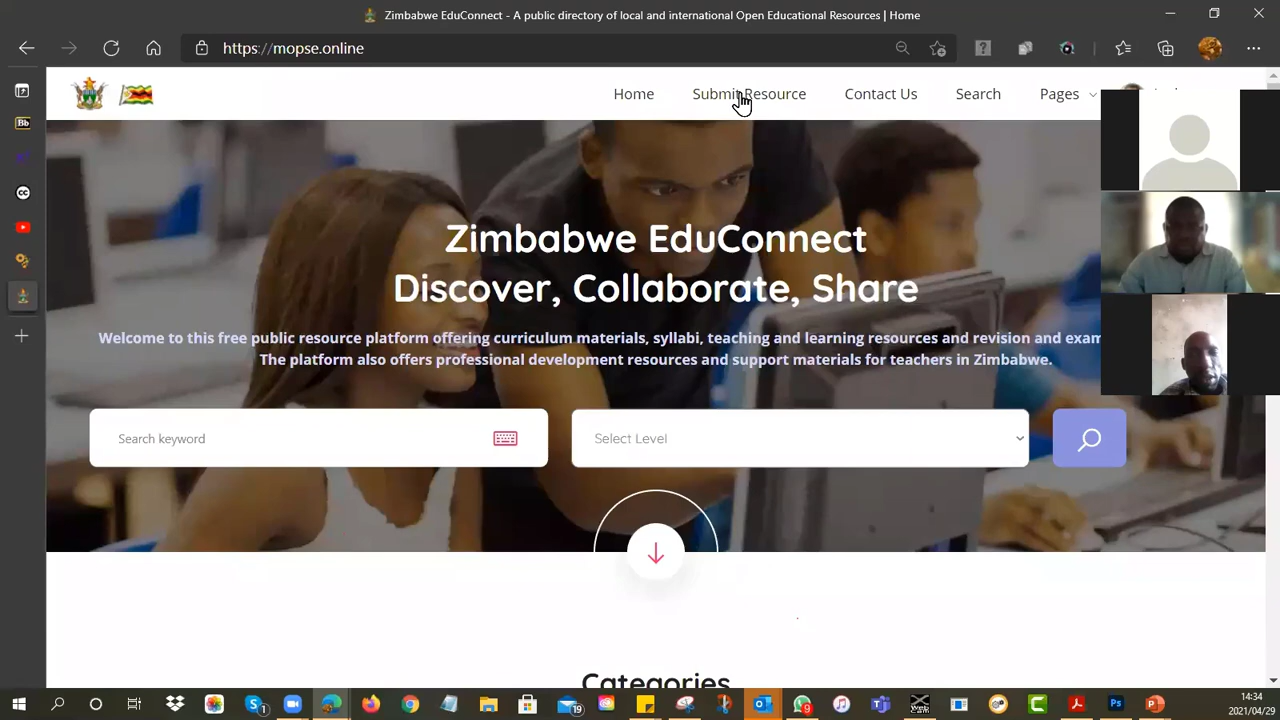 Zimbabwe EduConnect - A public directory of local and international Open Educational Resources | Home
https://mopse.online
Bb
cc
Home
Submit Resource
Contact Us
Search
Pages
Zimbabwe EduConnect
Discover, Collaborate, Share
Welcome to this free public resource platform offering curriculum materials, syllabi, teaching and learning resources and revision and exam
The platform also offers professional development resources and support materials for teachers in Zimbabwe.
Search keyword
Select Level
Categories
14:34
2021/04/29